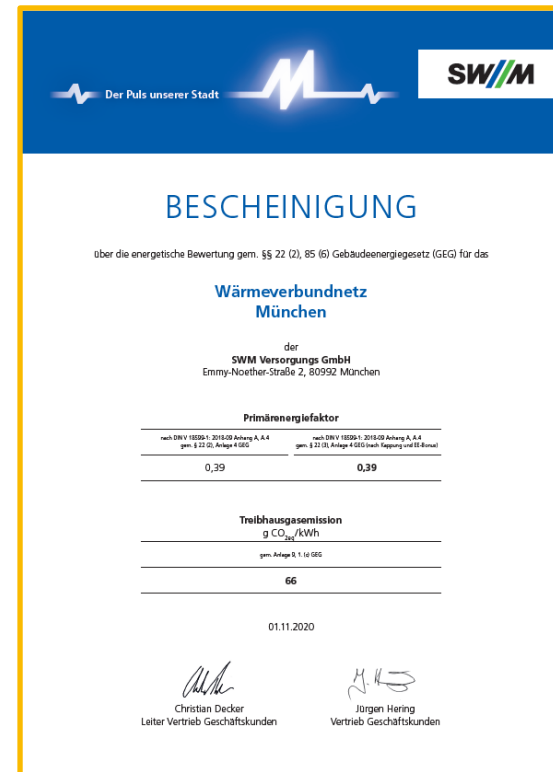 Der Puls unserer Stadt
M
SW//M
BESCHEINIGUNG
über die energetische Bewertung gem. §§ 22 (2), 85 (6) Gebäudeenergiegesetz (GEG) für das
Wärmeverbundnetz
München
der
SWM Versorgungs GmbH
Emmy-Noether-Straße 2, 80992 München
Primärenergiefaktor
nach DIN V 18599-1: 2018-09 Anhang A, A.4
gem. § 22 (2), Anlage 4 GEG
nach DIN V 18599-1: 2018-09 Anhang A, A.4
gem. § 22 (3), Anlage 4 GEG (nach Kappung und EE-Bonus)
0,39
0,39
Treibhausgasemission
g CO2äq/kWh
gem. Anlage 9, 1. (c) GEG
66
01.11.2020
Christian Decker
Leiter Vertrieb Geschäftskunden
Jürgen Hering
Vertrieb Geschäftskunden